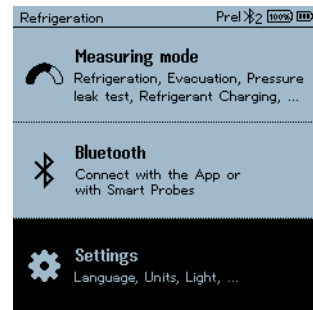 Refrigeration Prel 2 100%
Measuring mode
Refrigeration, Evacuation, Pressure
leak test, Refrigerant Charging, ...
Bluetooth
Connect with the App or
with Smart Probes
Settings
Language, Units, Light, ...